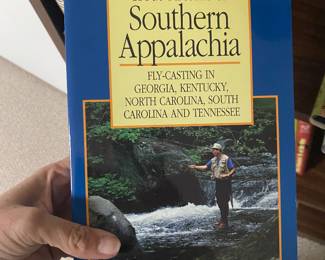 Southern
Appalachia
FLY-CASTING IN
GEORGIA, KENTUCKY,
NORTH CAROLINA, SOUTH
CAROLINA AND TENNESSEE